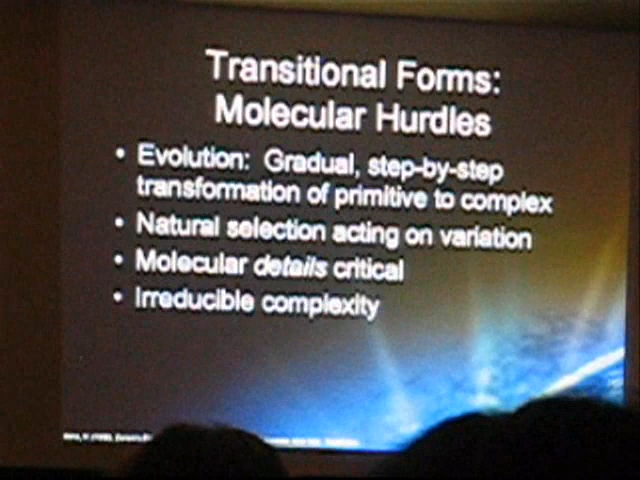 Transitional Forms:
Molecular Hurdles
• Evolution: Gradual, step-by-step
transformation of primitive to complex
• Natural selection acting on variation
• Molecular details critical
• Irreducible complexity